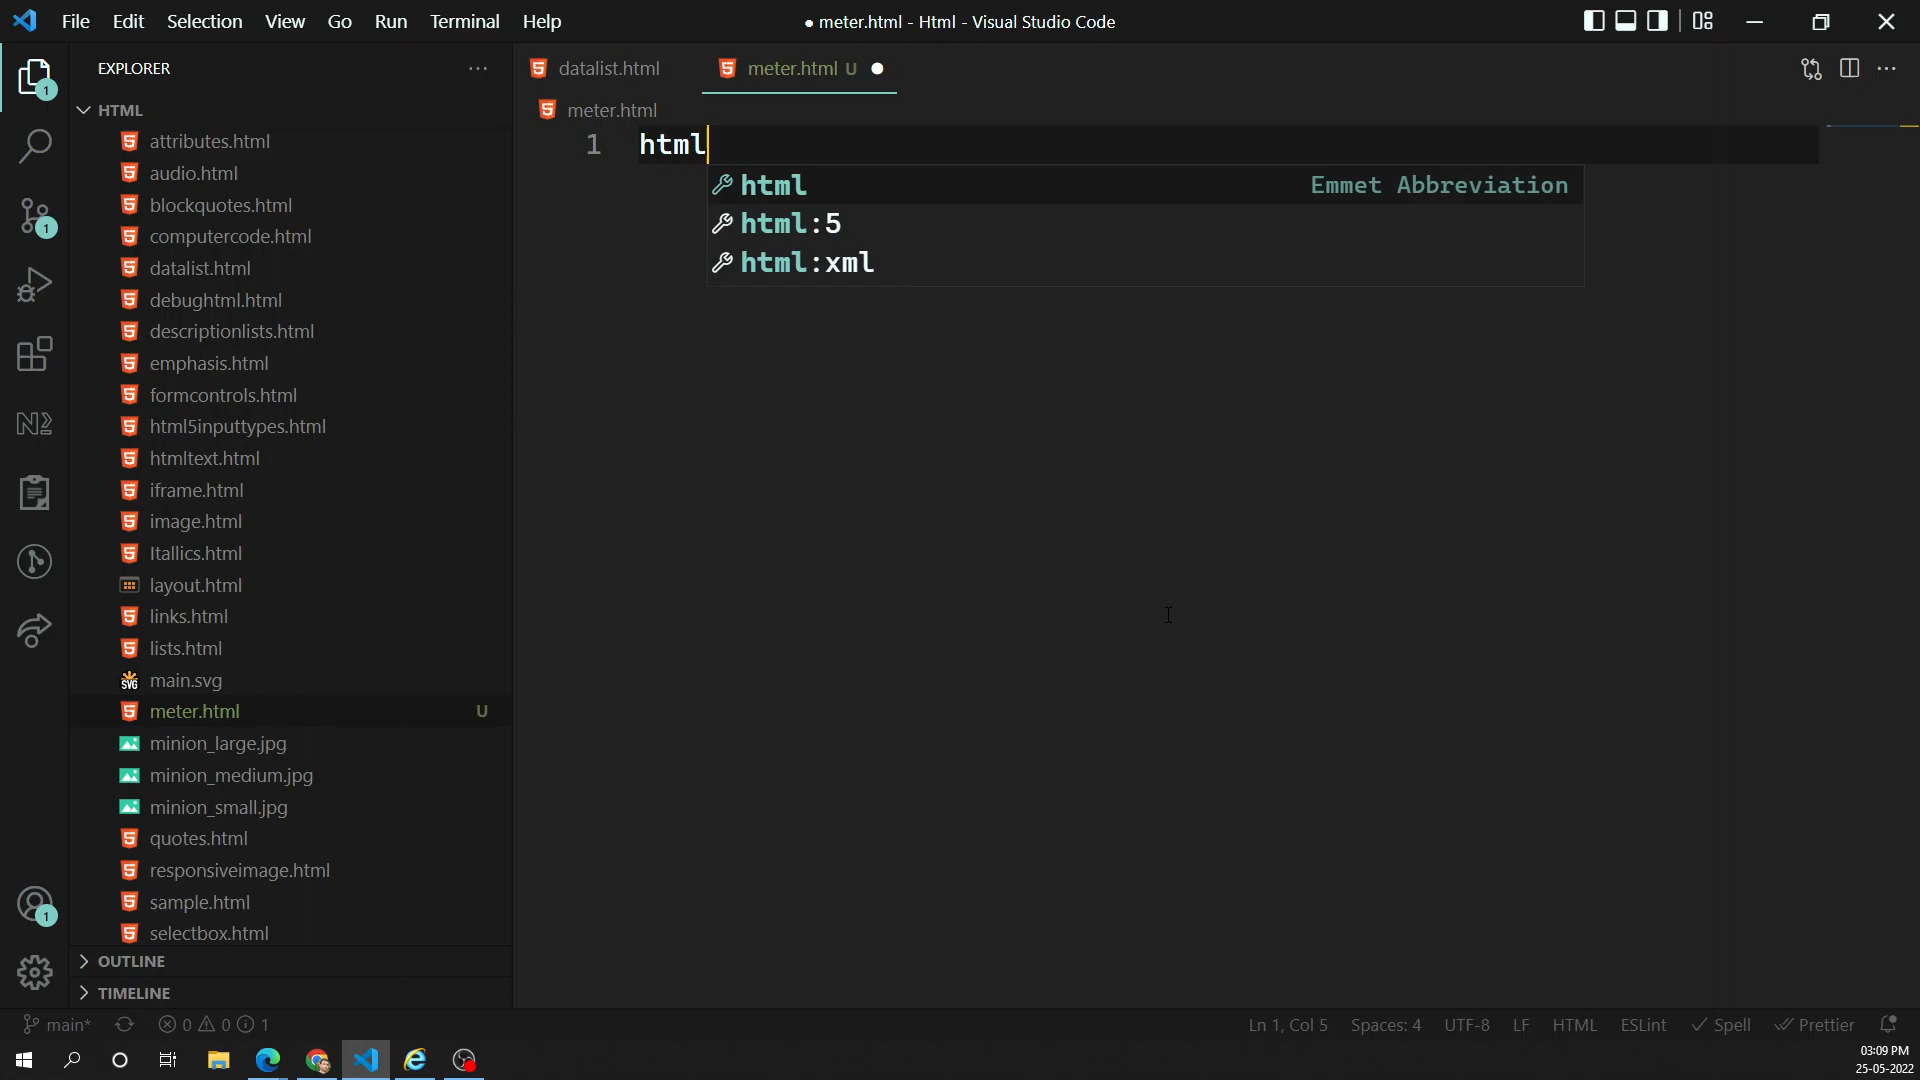 File Edit Selection View Go Run Terminal Help
● meter.html - Html - Visual Studio Code
EXPLORER
HTML
attributes.html
audio.html
blockquotes.html
computercode.html
datalist.html
debughtml.html
descriptionlists.html
emphasis.html
formcontrols.html
html5inputtypes.html
htmltext.html
iframe.html
image.html
Itallics.html
layout.html
links.html
lists.html
SVG main.svg
meter.html U
minion_large.jpg
minion_medium.jpg
minion_small.jpg
quotes.html
responsiveimage.html
sample.html
selectbox.html
OUTLINE
TIMELINE
1
1
1
datalist.html
meter.html U
meter.html
1 html
html Emmet Abbreviation
html:5
html:xml
main* 0 0 1
Ln 1, Col 5 Spaces: 4 UTF-8 LF HTML ESLint Spell Prettier
03:09 PM
25-05-2022